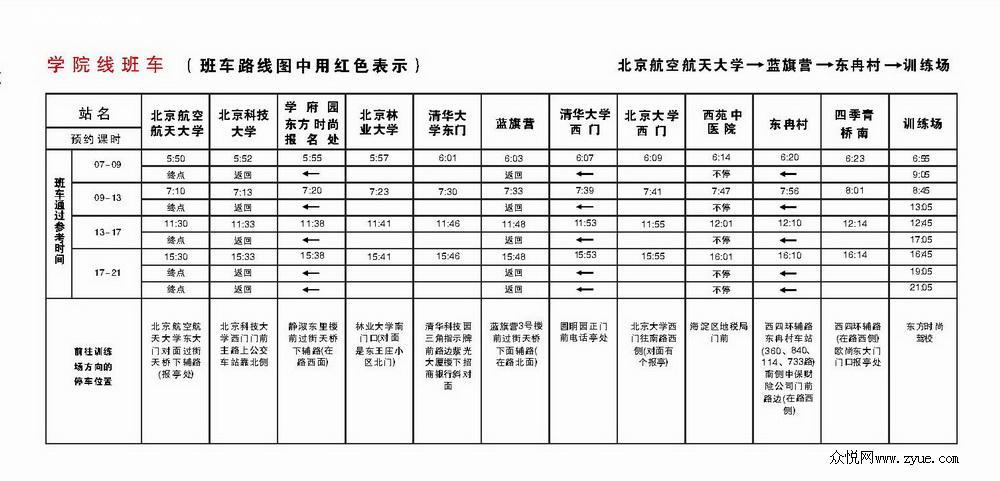 学院线班车 (班车路线图中用红色表示) 北京航空航天大学→蓝旗营→东冉村→训练场
站名 北京航空航天大学 北京科技大学 学府园东方时尚报名处 北京林业大学 清华大学东门 蓝旗营 清华大学西门 北京大学西门 西苑中医院 东冉村 四季青桥南 训练场
预约课时
班车通过参考时间
07-09 5:50 5:52 5:55 5:57 6:01 6:03 6:07 6:09 6:14 6:20 6:23 6:55
终点 返回 ← 返回 ← 不停 ← 9:05
09-13 7:10 7:13 7:20 7:23 7:30 7:33 7:39 7:41 7:47 7:56 8:01 8:45
终点 返回 ← 返回 ← 不停 ← 13:05
13-17 11:30 11:33 11:38 11:41 11:46 11:48 11:53 11:55 12:01 12:10 12:14 12:45
终点 返回 ← 返回 ← 不停 ← 17:05
17-21 15:30 15:33 15:38 15:41 15:46 15:48 15:53 15:55 16:01 16:10 16:14 16:45
终点 返回 ← 返回 ← 不停 ← 19:05
终点 返回 ← 返回 ← 不停 ← 21:05
前往训练
场方向的
停车位置
北京航空航
天大学东大
门对面过街
天桥下辅路
(报亭处)
北京科技大
学西门门前
主路上公交
车站靠北侧
静淑东里楼
前过街天桥
下辅路(在
路西面)
林业大学南
门口(对面
是东王庄小
区北门)
清华科技园
三角指示牌
前路边紫光
大厦楼下招
商银行斜对
面
蓝旗营3号楼
前过街天桥
下面辅路(
在路北面)
圆明园正门
前电话亭处
北京大学西
门往南路西
侧(对面有
个报亭)
海淀区地税局
门前
西四环辅路
东冉村车站
(360、840、
114、733路)
南侧中保财
险公司门前
路边(在路西
侧)
西四环辅路
(在路西侧)
欧尚东大门
门口报亭处
东方时尚
驾校
众悦网www.zyue.com